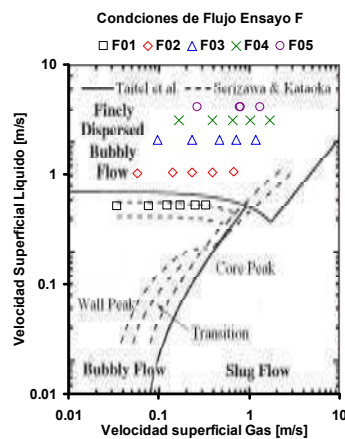 Condciones de Flujo Ensayo F
F01 F02 F03 F04 F05
10
Taitel et al.
Serizawa & Kataoka
Finely
Dispersed
Bubbly
Flow
1
Velocidad Superficial Líquido [m/s]
0.1
Core Peak
Wall Peak
Transition
Bubbly Flow
Slug Flow
0.01
0.01 0.1 1 10
Velocidad superficial Gas [m/s]